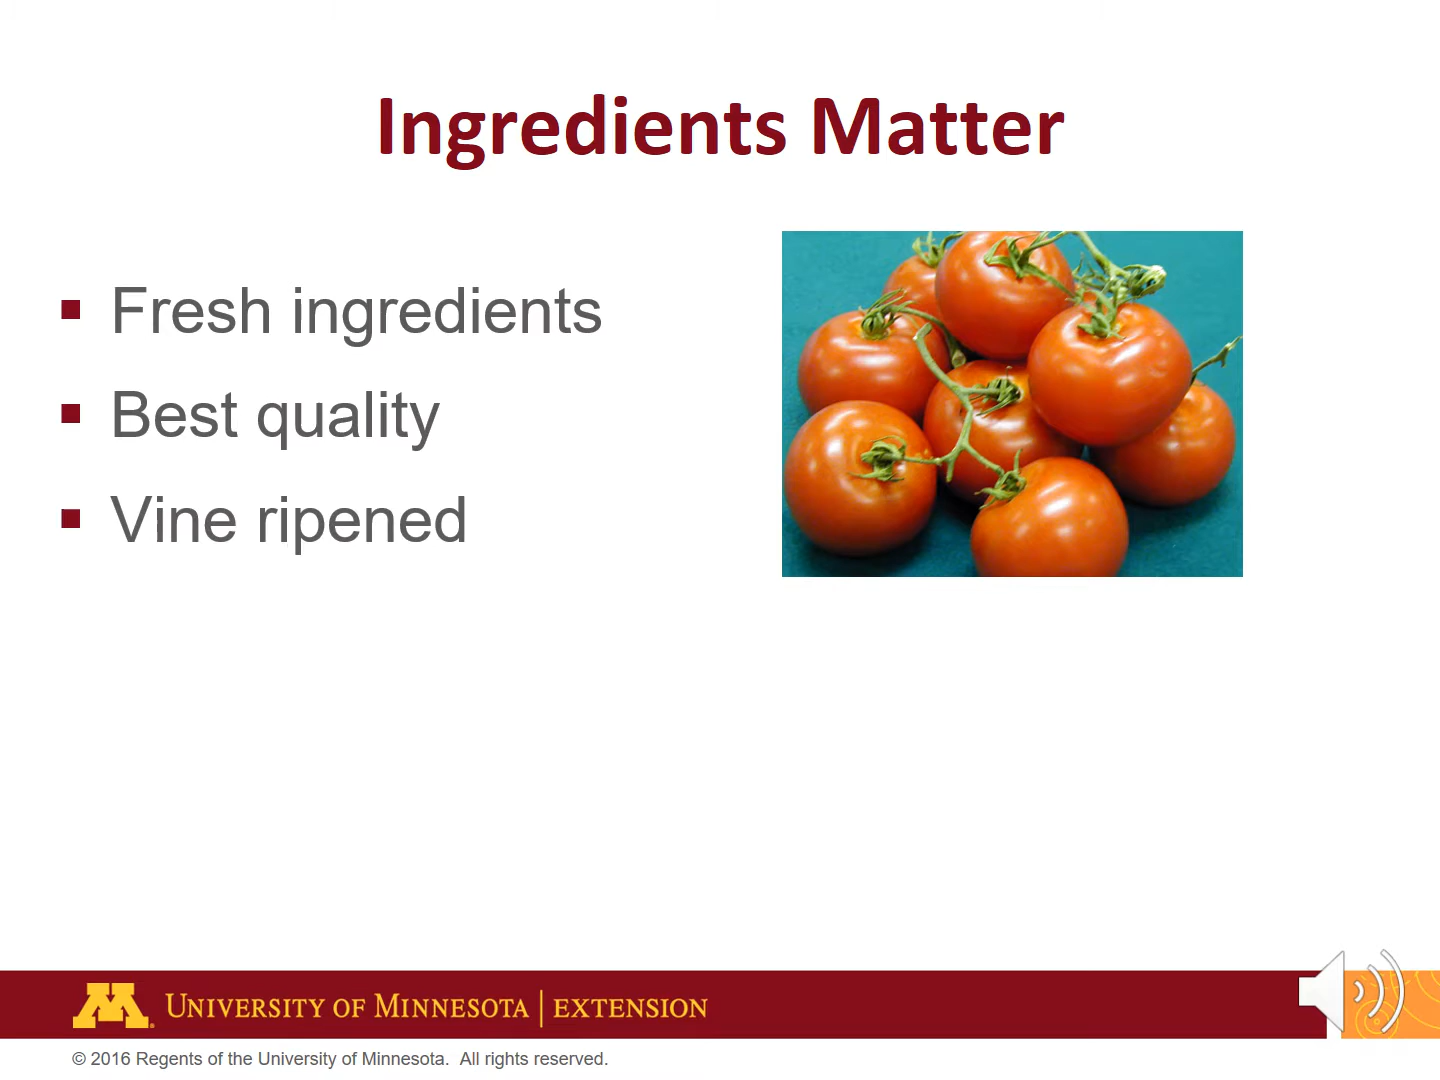 Ingredients Matter
Fresh ingredients
Best quality
Vine ripened
UNIVERSITY OF MINNESOTA | EXTENSION
© 2016 Regents of the University of Minnesota. All rights reserved.